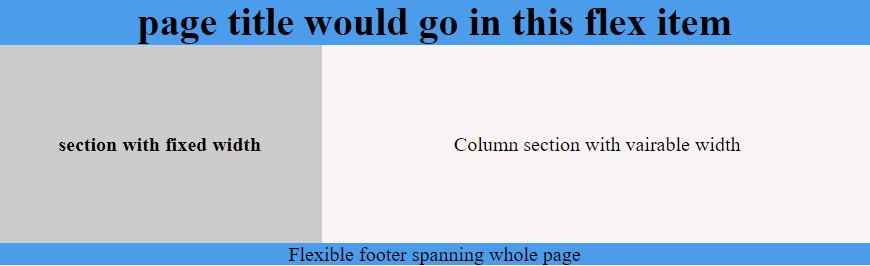 page title would go in this flex item
section with fixed width
Column section with vairable width
Flexible footer spanning whole page